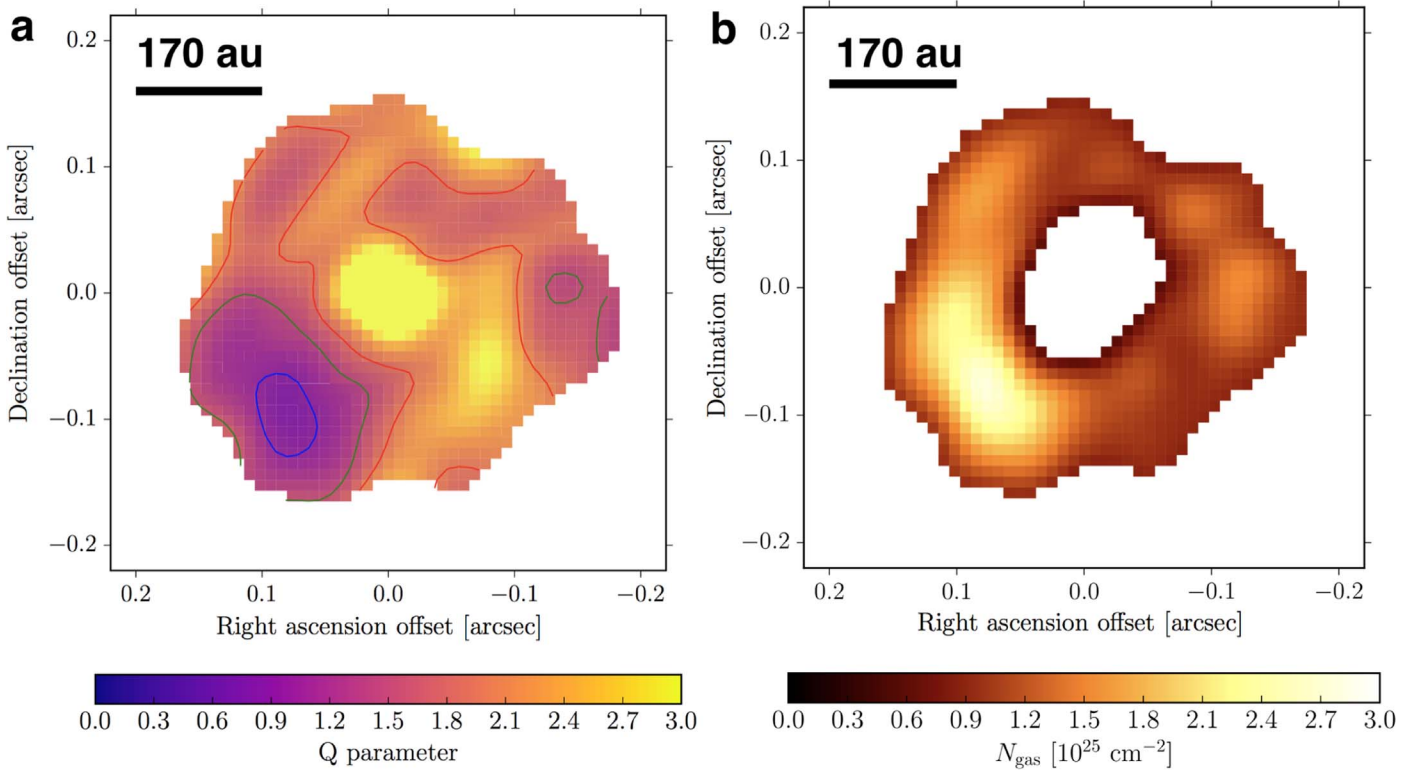 a
170 au
0.2
0.1
0.0
−0.1
−0.2
Declination offset [arcsec]
0.2 0.1 0.0 −0.1 −0.2
Right ascension offset [arcsec]
0.0 0.3 0.6 0.9 1.2 1.5 1.8 2.1 2.4 2.7 3.0
Q parameter
b
170 au
0.2
0.1
0.0
−0.1
−0.2
Declination offset [arcsec]
0.2 0.1 0.0 −0.1 −0.2
Right ascension offset [arcsec]
0.0 0.3 0.6 0.9 1.2 1.5 1.8 2.1 2.4 2.7 3.0
N_gas [10²⁵ cm⁻²]